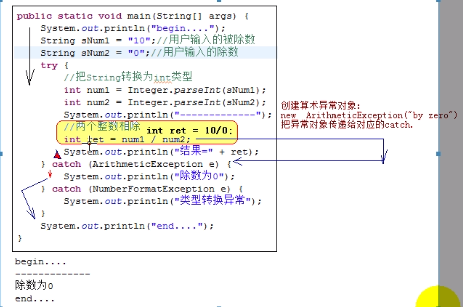 public static void main(String[] args) {
System.out.println("begin....");
String sNum1 = "10";//用户输入的被除数
String sNum2 = "0";//用户输入的除数
try {
//把String转换为int类型
int num1 = Integer.parseInt(sNum1);
int num2 = Integer.parseInt(sNum2);
System.out.println("-------------");
//两个整数相除 int ret = 10/0;
int ret = num1 / num2;
System.out.println("结果=" + ret);
} catch (ArithmeticException e) {
System.out.println("除数为0");
} catch (NumberFormatException e) {
System.out.println("类型转换异常");
}
System.out.println("end....");
}
创建算术异常对象:
new ArithmeticException("by zero")
把异常对象传递给对应的catch.
begin....
-------------
除数为0
end....